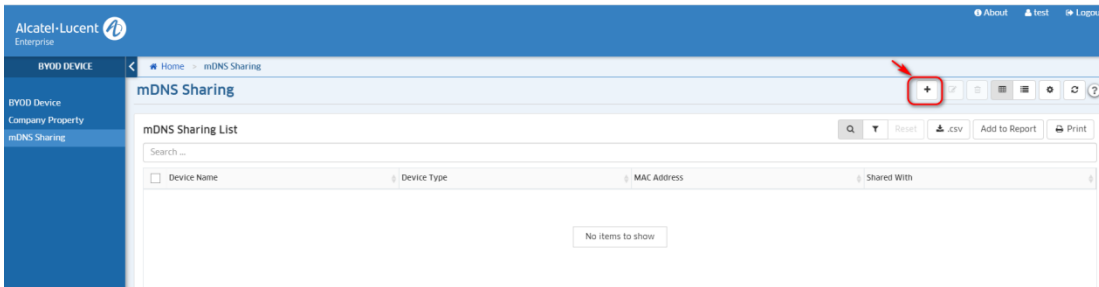 About test Logou
Alcatel-Lucent
Enterprise
BYOD DEVICE
Home > mDNS Sharing
mDNS Sharing
BYOD Device
Company Property
mDNS Sharing
mDNS Sharing List
Reset .csv Add to Report Print
Search ...
Device Name Device Type MAC Address Shared With
No items to show